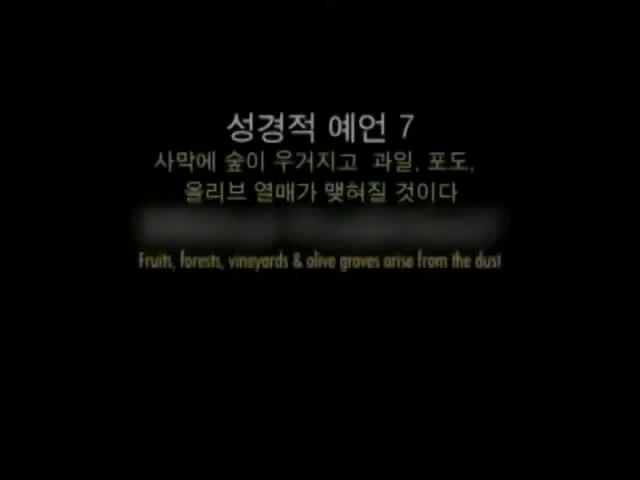 성경적 예언 7
사막에 숲이 우거지고 과일, 포도,
올리브 열매가 맺혀질 것이다
Fruits, forests, vineyards & olive groves arise from the dust